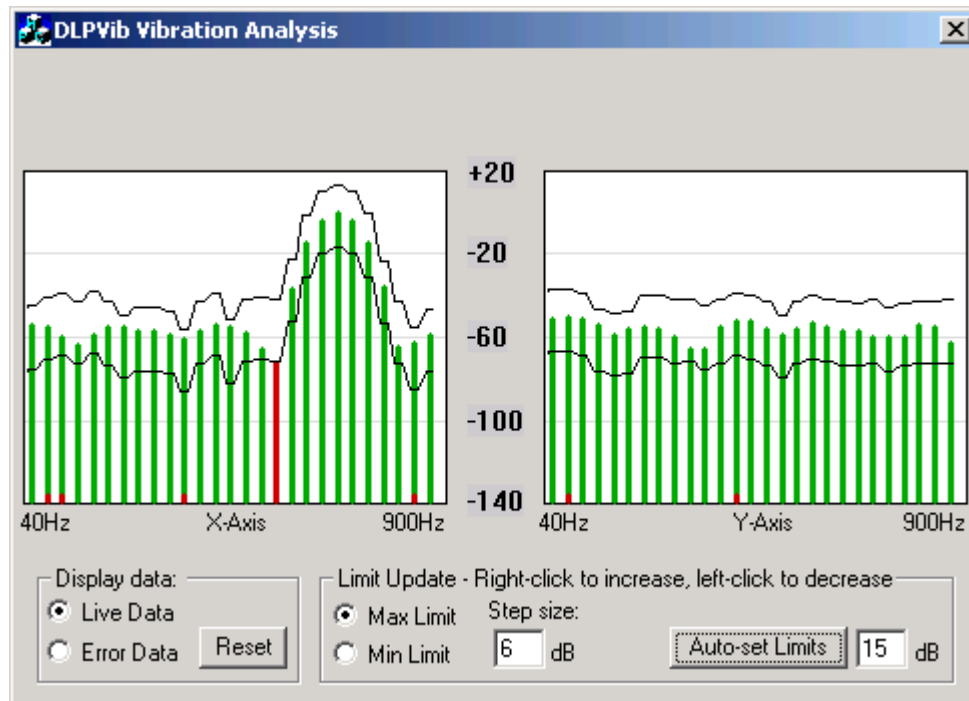 DLPVib Vibration Analysis
+20
-20
-60
-100
-140
40Hz X-Axis 900Hz
40Hz Y-Axis 900Hz
Display data:
Live Data
Error Data
Reset
Limit Update - Right-click to increase, left-click to decrease
Max Limit
Min Limit
Step size:
6 dB
Auto-set Limits 15 dB